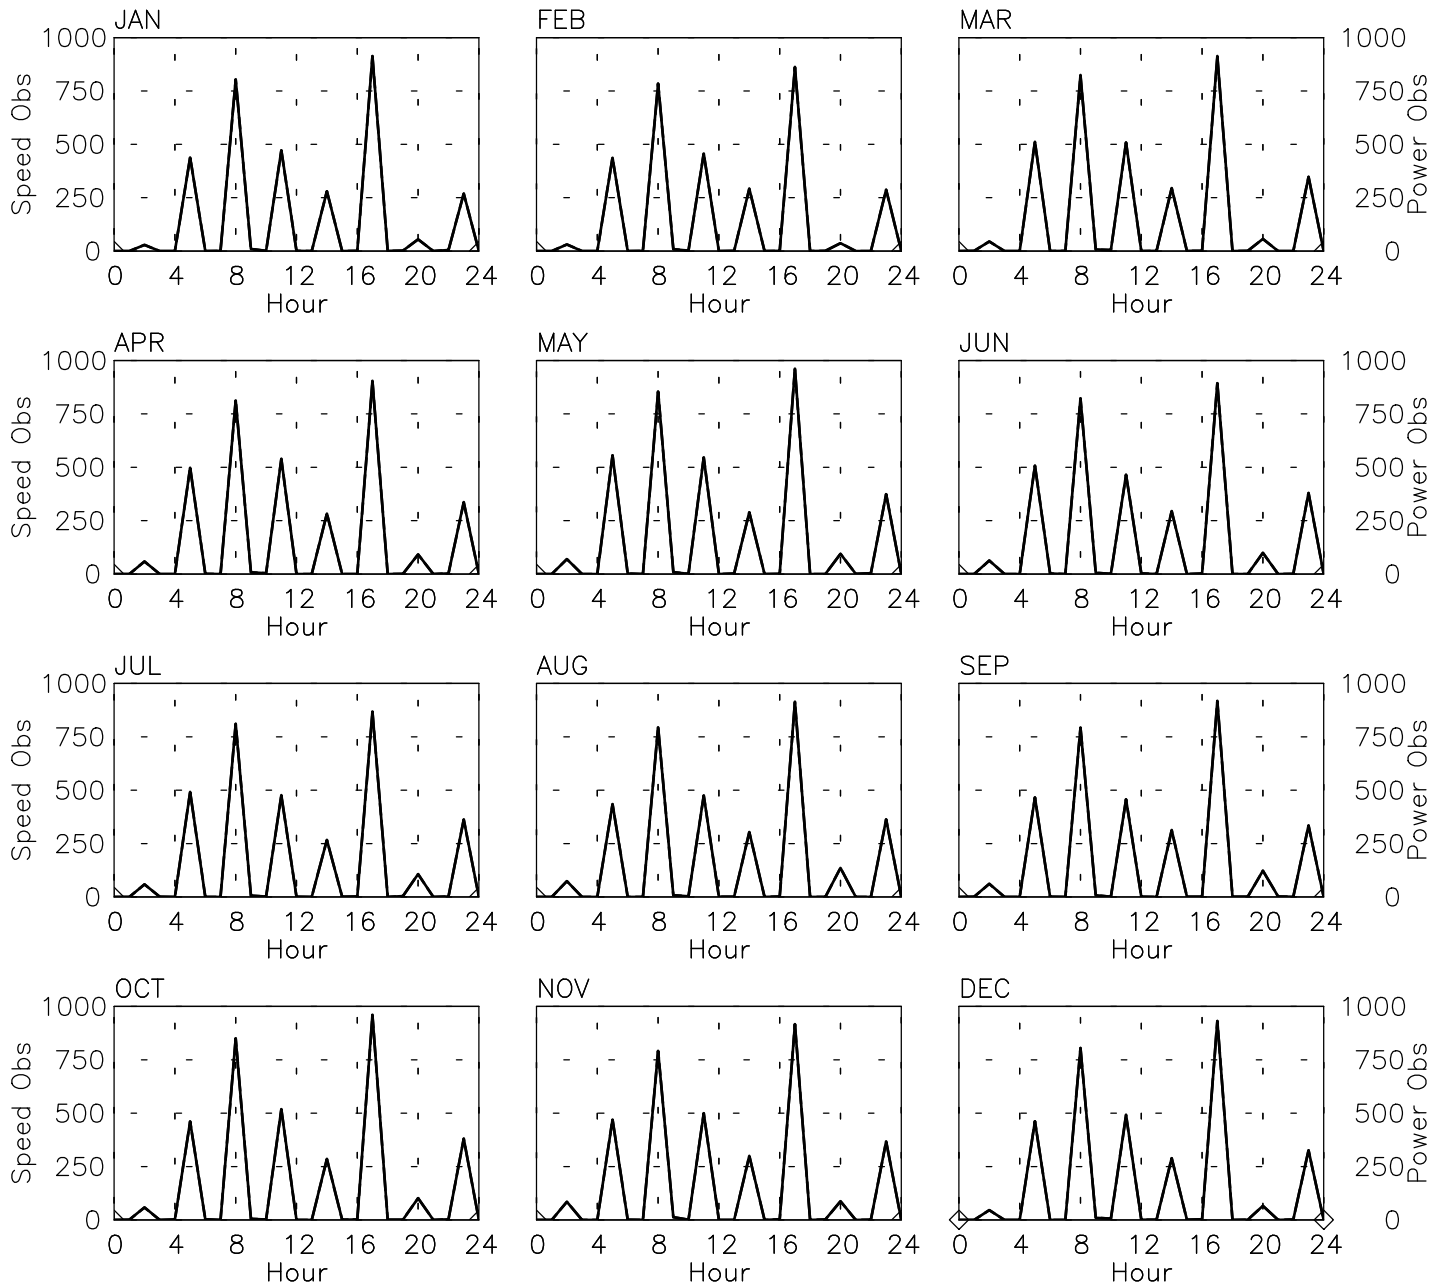 JAN FEB MAR
1000 1000
750 750
500 500
250 250
0 0
Speed Obs Power Obs
0 4 8 12 16 20 24 0 4 8 12 16 20 24 0 4 8 12 16 20 24
Hour Hour Hour
APR MAY JUN
1000 1000
750 750
500 500
250 250
0 0
Speed Obs Power Obs
0 4 8 12 16 20 24 0 4 8 12 16 20 24 0 4 8 12 16 20 24
Hour Hour Hour
JUL AUG SEP
1000 1000
750 750
500 500
250 250
0 0
Speed Obs Power Obs
0 4 8 12 16 20 24 0 4 8 12 16 20 24 0 4 8 12 16 20 24
Hour Hour Hour
OCT NOV DEC
1000 1000
750 750
500 500
250 250
0 0
Speed Obs Power Obs
0 4 8 12 16 20 24 0 4 8 12 16 20 24 0 4 8 12 16 20 24
Hour Hour Hour